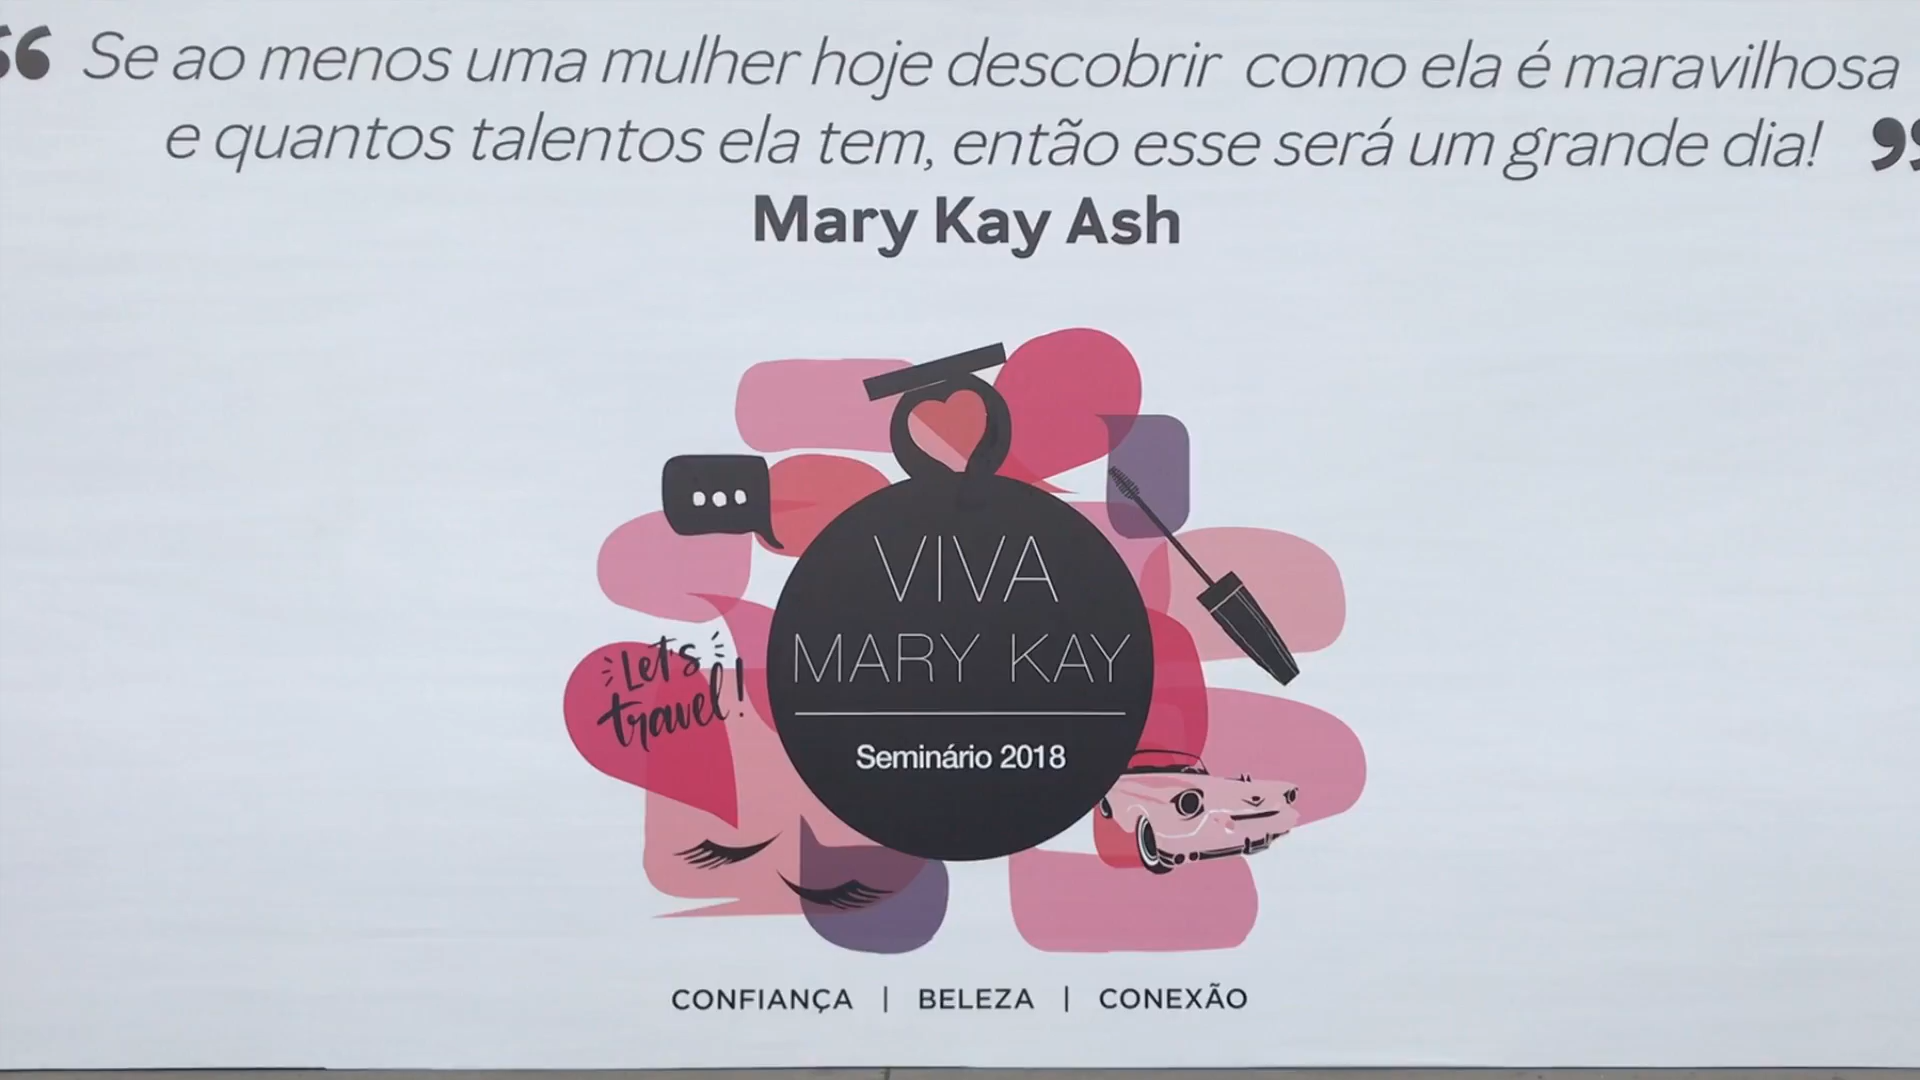 “ Se ao menos uma mulher hoje descobrir como ela é maravilhosa
e quantos talentos ela tem, então esse será um grande dia! ”
Mary Kay Ash
VIVA
MARY KAY
Seminário 2018
Let's
travel!
CONFIANÇA | BELEZA | CONEXÃO